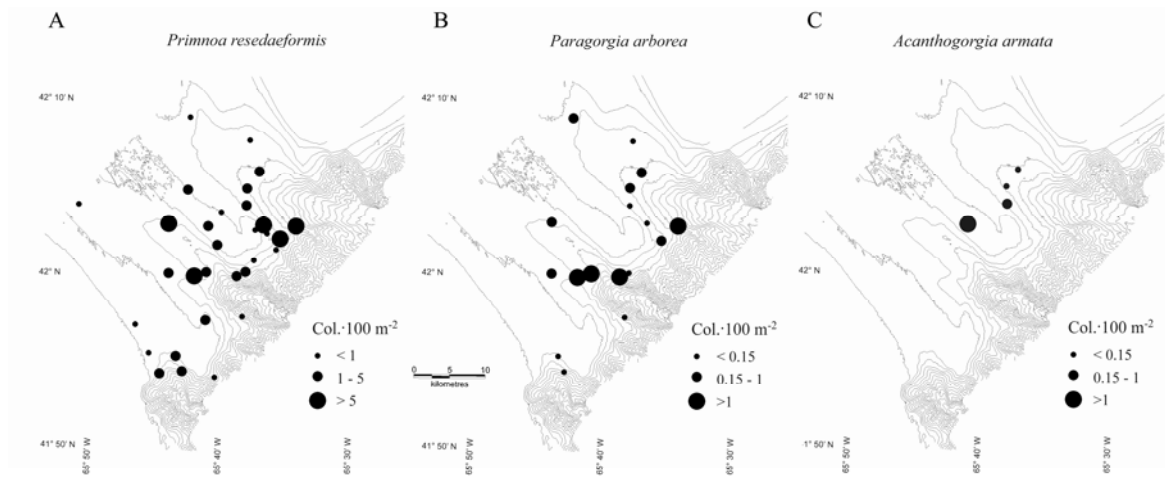 A
Primnoa resedaeformis
42° 10' N
42° N
41° 50' N
65° 50' W
65° 40' W
65° 30' W
Col.·100 m-2
< 1
1 - 5
> 5
0 5 10
kilometres
B
Paragorgia arborea
42° 10' N
42° N
41° 50' N
65° 50' W
65° 40' W
65° 30' W
Col.·100 m-2
< 0.15
0.15 - 1
>1
C
Acanthogorgia armata
42° 10' N
42° N
1° 50' N
65° 50' W
65° 40' W
65° 30' W
Col.·100 m-2
< 0.15
0.15 - 1
>1